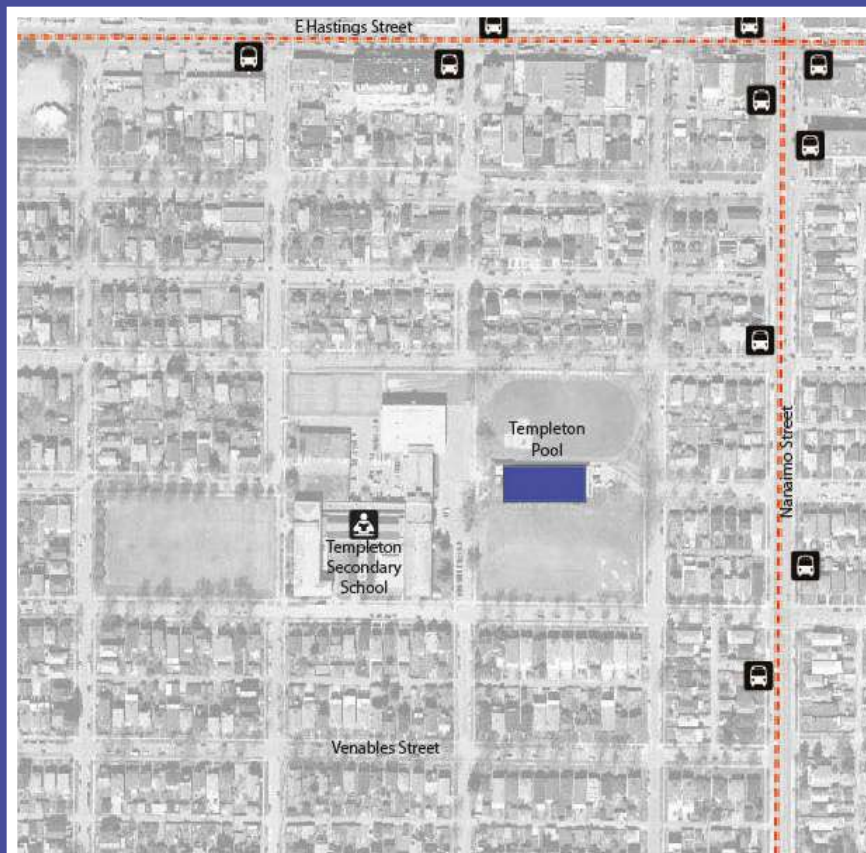 E Hastings Street
Templeton
Pool
Nanaimo Street
Templeton
Secondary
School
Venables Street